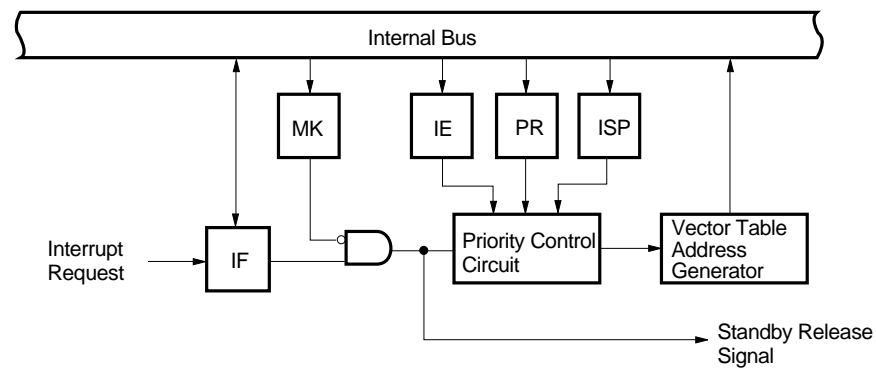 Internal Bus
MK
IE
PR
ISP
Interrupt
Request
IF
Priority Control
Circuit
Vector Table
Address
Generator
Standby Release
Signal